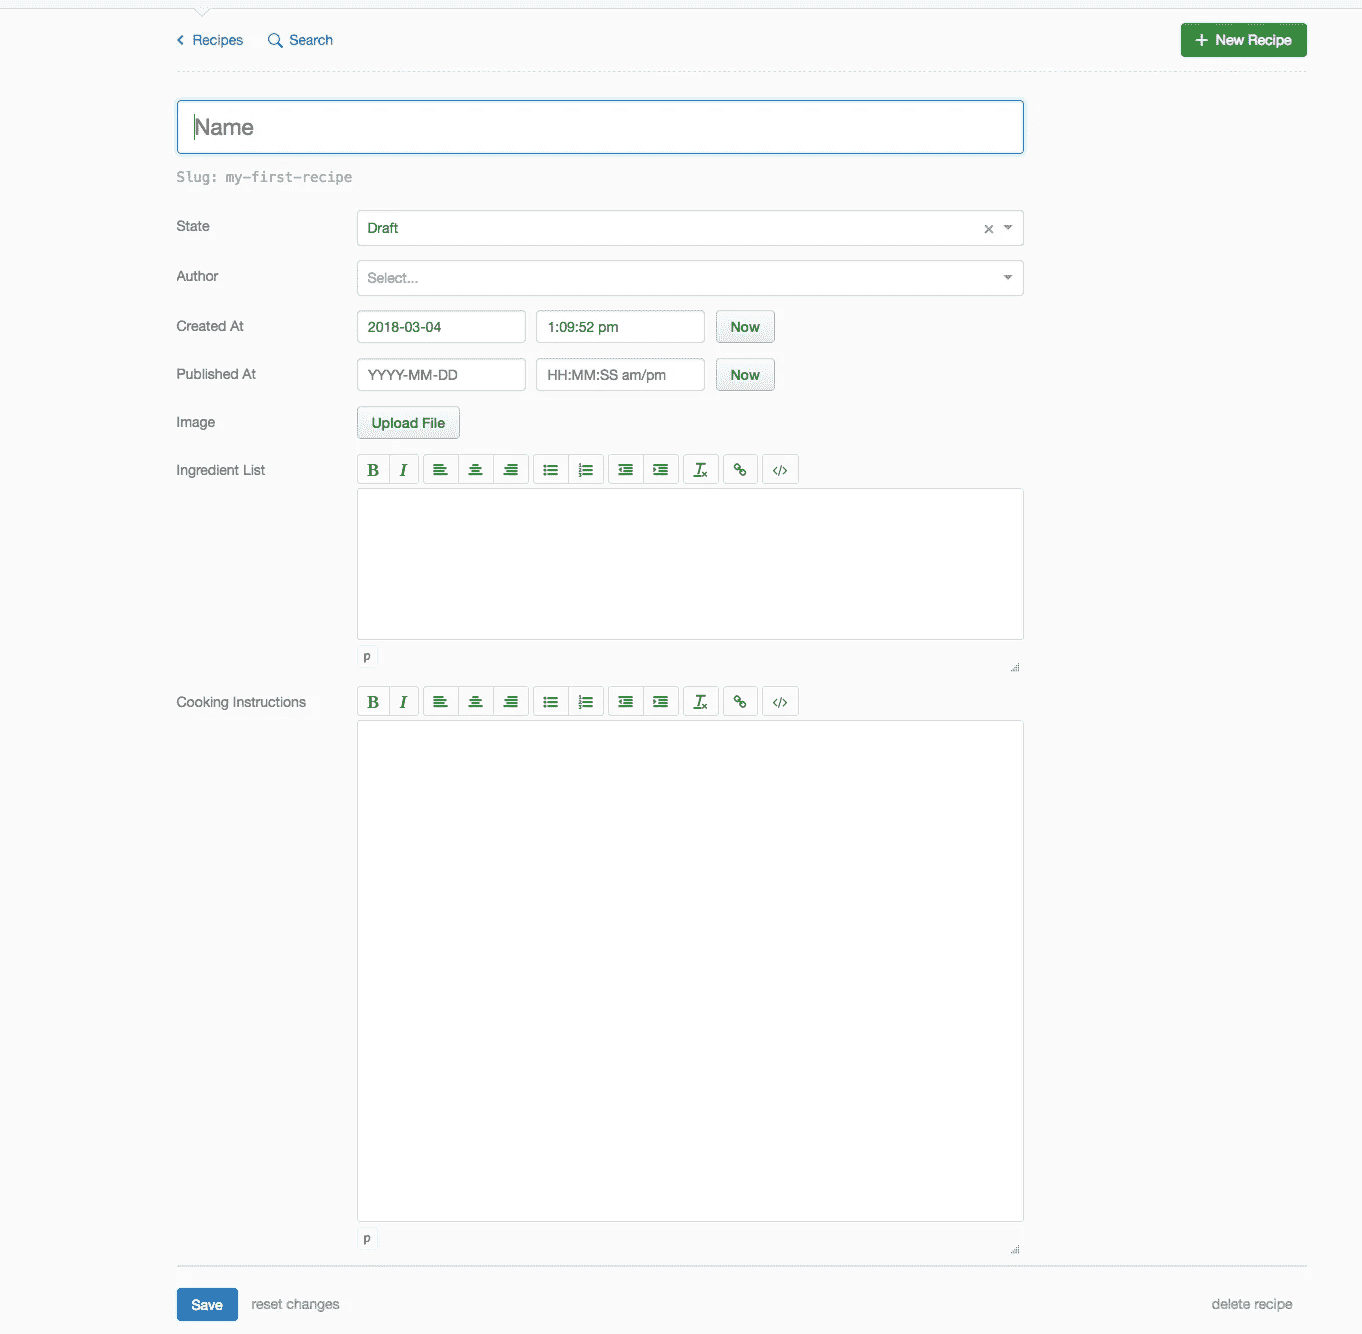 Recipes Search + New Recipe
Name
Slug: my-first-recipe
State Draft ×
Author Select...
Created At 2018-03-04 1:09:52 pm Now
Published At YYYY-MM-DD HH:MM:SS am/pm Now
Image Upload File
Ingredient List B I </>
p
Cooking Instructions B I </>
p
Save reset changes delete recipe